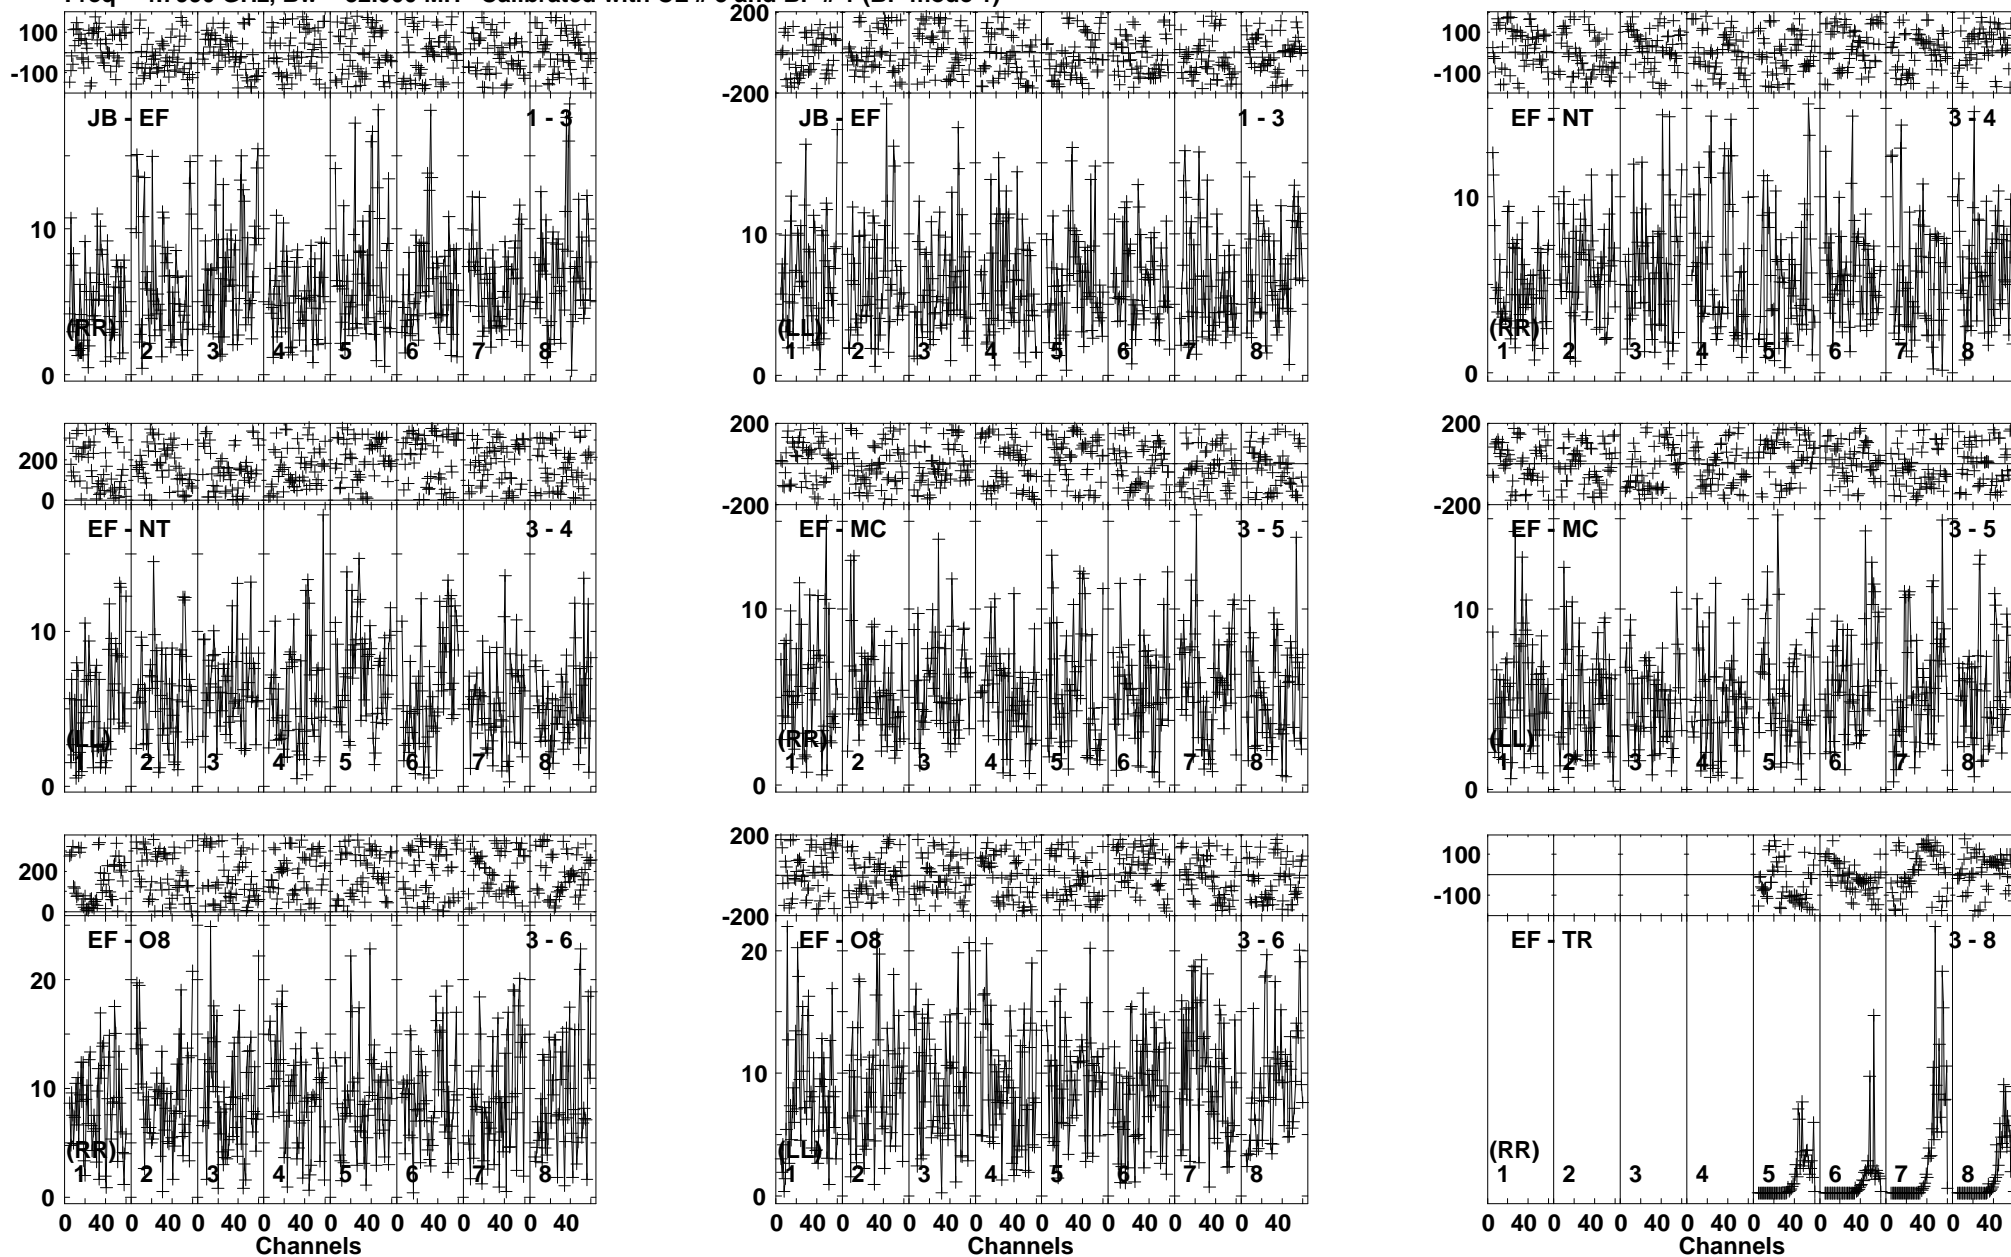 100 -100 JB - EF 1 - 3 10 0 (RR) 1 2 3 4 5 6 7 8
200 -200 JB - EF 1 - 3 10 0 (LL) 1 2 3 4 5 6 7 8
100 -100 EF - NT 3 - 4 10 0 (RR) 1 2 3 4 5 6 7 8
200 0 EF - NT 3 - 4 10 0 (LL) 1 2 3 4 5 6 7 8
200 -200 EF - MC 3 - 5 10 0 (RR) 1 2 3 4 5 6 7 8
200 -200 EF - MC 3 - 5 10 0 (LL) 1 2 3 4 5 6 7 8
200 0 EF - O8 3 - 6 20 10 0 (RR) 1 2 3 4 5 6 7 8
0 40 0 40 0 40 0 40 0 40 0 40 0 40 0 40
Channels
200 -200 EF - O8 3 - 6 20 10 0 (LL) 1 2 3 4 5 6 7 8
0 40 0 40 0 40 0 40 0 40 0 40 0 40 0 40
Channels
100 -100 EF - TR 3 - 8 (RR) 1 2 3 4 5 6 7 8
0 40 0 40 0 40 0 40 0 40 0 40 0 40 0 40
Channels